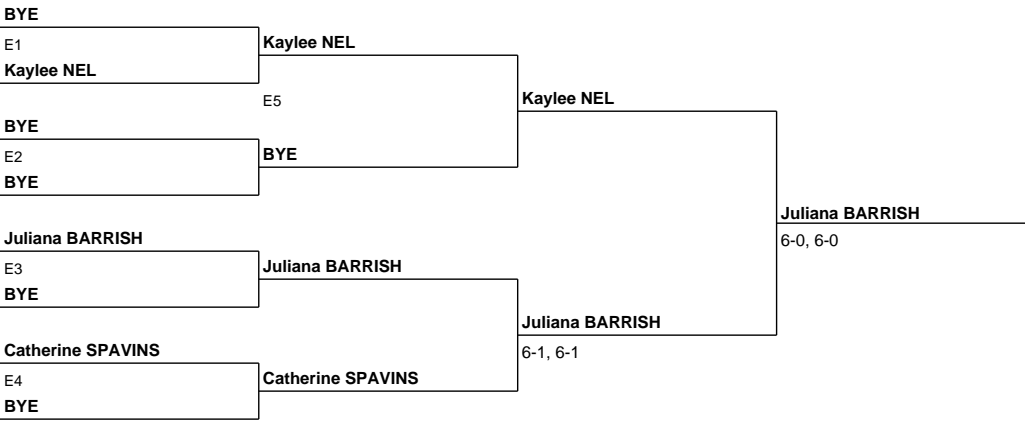 BYE
E1
Kaylee NEL
BYE
E2
BYE
Juliana BARRISH
E3
BYE
Catherine SPAVINS
E4
BYE
Kaylee NEL
E5
BYE
Juliana BARRISH
Catherine SPAVINS
Kaylee NEL
Juliana BARRISH
6-1, 6-1
Juliana BARRISH
6-0, 6-0